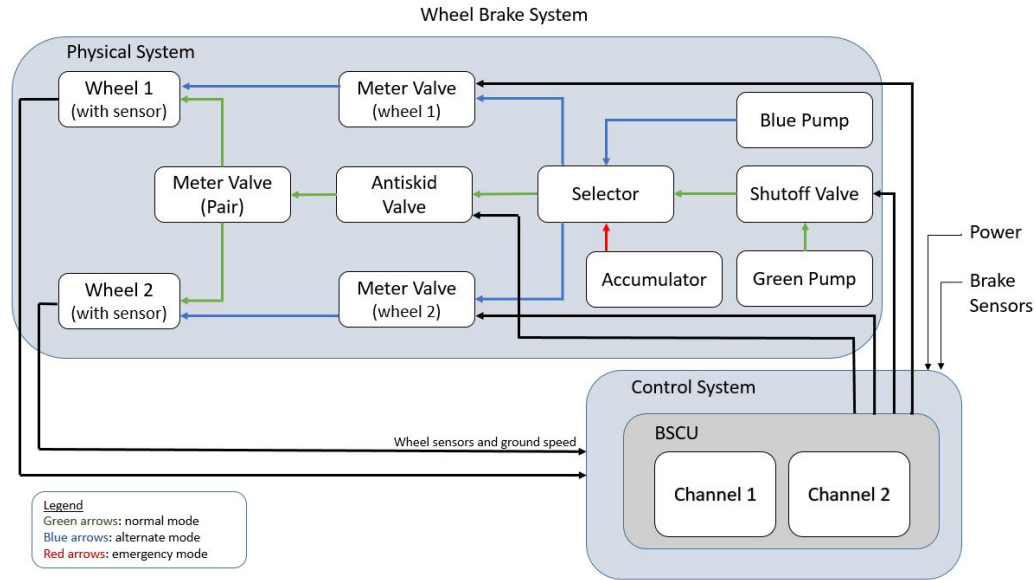 Wheel Brake System
Physical System
Wheel 1
(with sensor)
Meter Valve
(wheel 1)
Blue Pump
Meter Valve
(Pair)
Antiskid
Valve
Selector
Shutoff Valve
Wheel 2
(with sensor)
Meter Valve
(wheel 2)
Accumulator
Green Pump
Power
Brake
Sensors
Control System
BSCU
Channel 1
Channel 2
Wheel sensors and ground speed
Legend
Green arrows: normal mode
Blue arrows: alternate mode
Red arrows: emergency mode